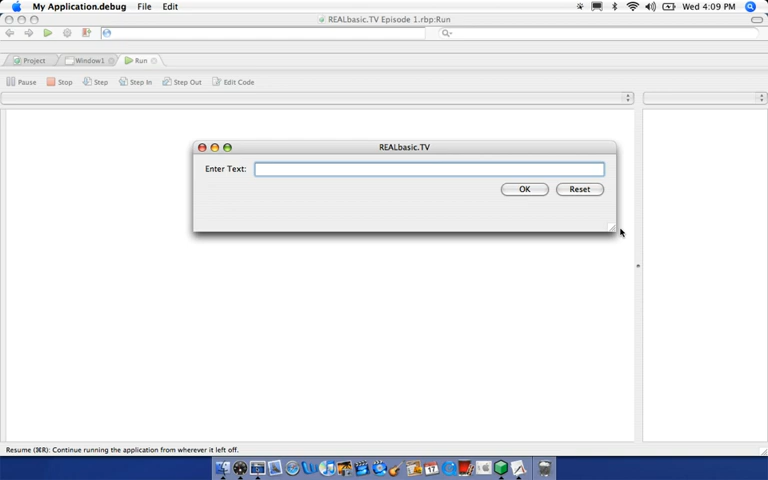 My Application.debug File Edit Wed 4:09 PM
REALbasic.TV Episode 1.rbp:Run
Project Window1 Run
Pause Stop Step Step In Step Out Edit Code
REALbasic.TV
Enter Text:
OK Reset
Resume (⌘R): Continue running the application from wherever it left off.
17